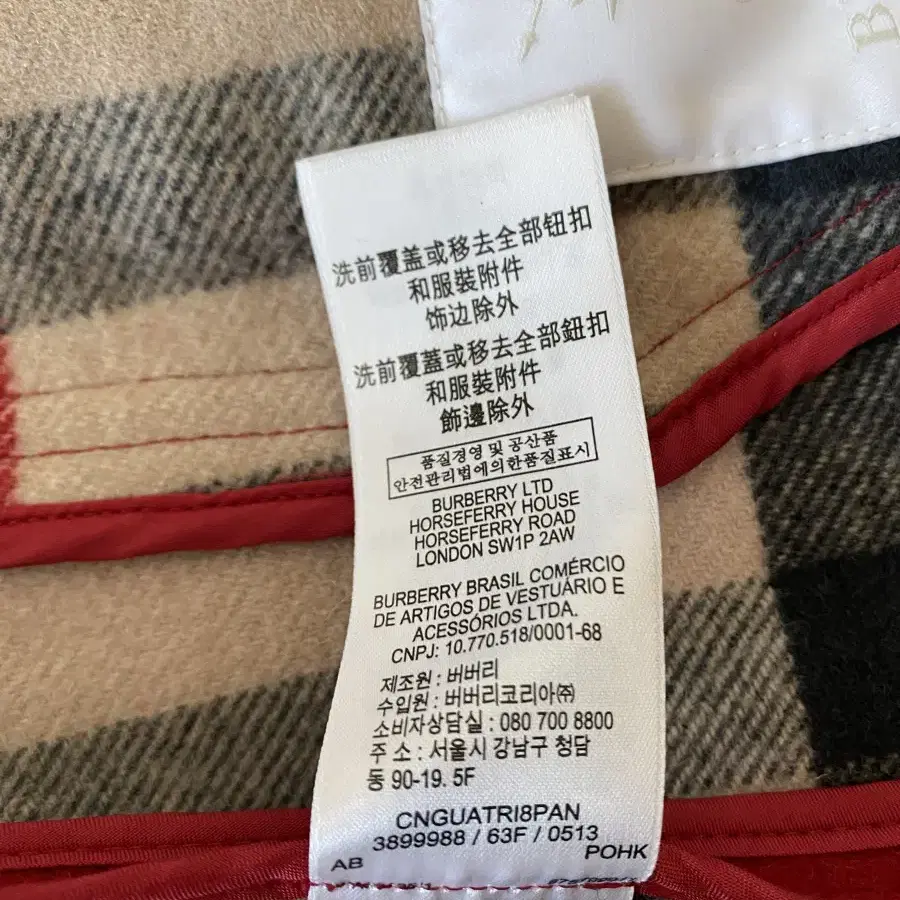 B
洗前覆盖或移去全部钮扣
和服裝附件
饰边除外
洗前覆蓋或移去全部鈕扣
和服裝附件
飾邊除外
품질경영 및 공산품
안전관리법에의한품질표시
BURBERRY LTD
HORSEFERRY HOUSE
HORSEFERRY ROAD
LONDON SW1P 2AW
BURBERRY BRASIL COMÉRCIO
DE ARTIGOS DE VESTUÁRIO E
ACESSÓRIOS LTDA.
CNPJ: 10.770.518/0001-68
제조원 : 버버리
수입원 : 버버리코리아㈜
소비자상담실 : 080 700 8800
주 소 : 서울시 강남구 청담
동 90-19. 5F
CNGUATRI8PAN
3899988 / 63F / 0513
AB POHK